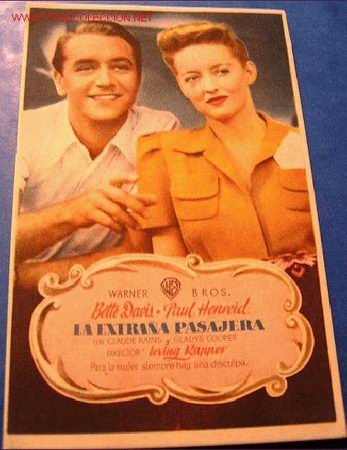 www.todocoleccion.net
WARNER BROS.
Bette Davis · Paul Henreid
LA EXTRAÑA PASAJERA
con CLAUDE RAINS y GLADYS COOPER
DIRECTOR Irving Rapper
Para la mujer siempre hay una disculpa...